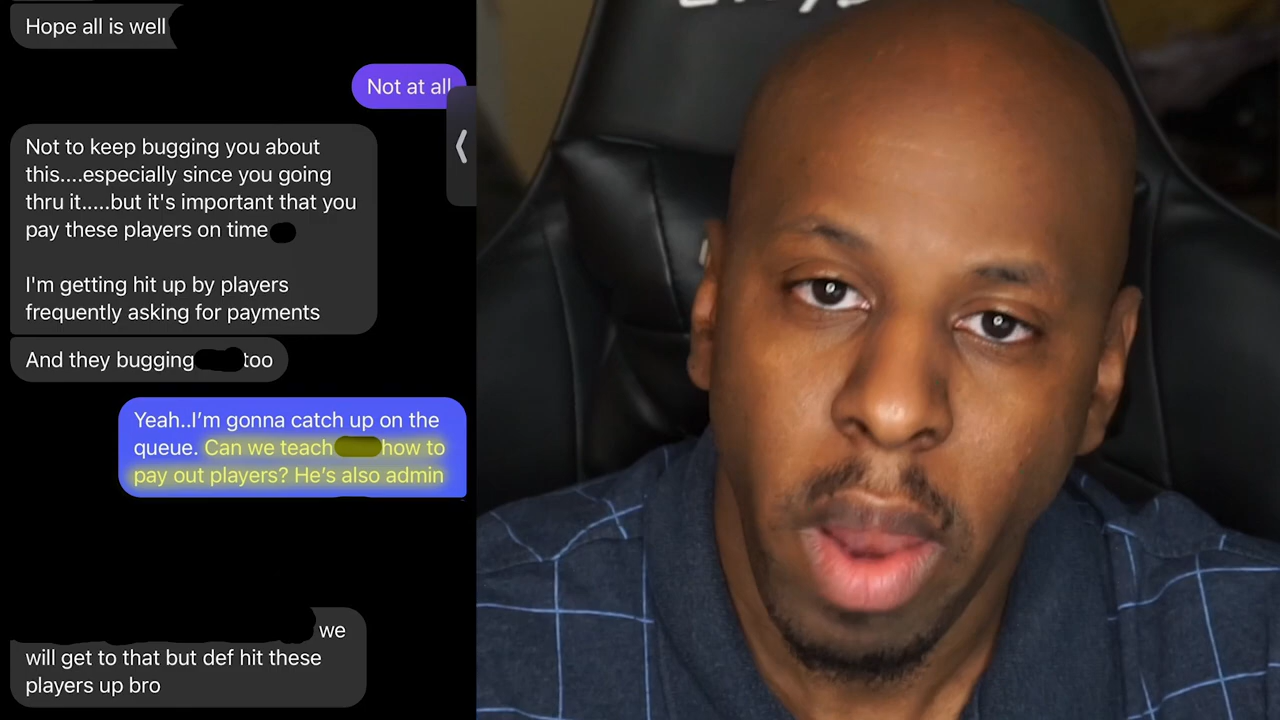 Hope all is well
Not at all
Not to keep bugging you about
this....especially since you going
thru it.....but it's important that you
pay these players on time
I'm getting hit up by players
frequently asking for payments
And they bugging too
Yeah..I’m gonna catch up on the
queue. Can we teach how to
pay out players? He’s also admin
we
will get to that but def hit these
players up bro